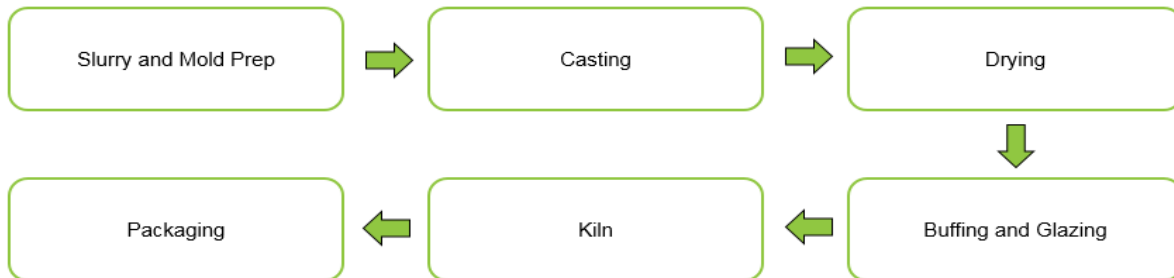 Slurry and Mold Prep
Casting
Drying
Buffing and Glazing
Kiln
Packaging